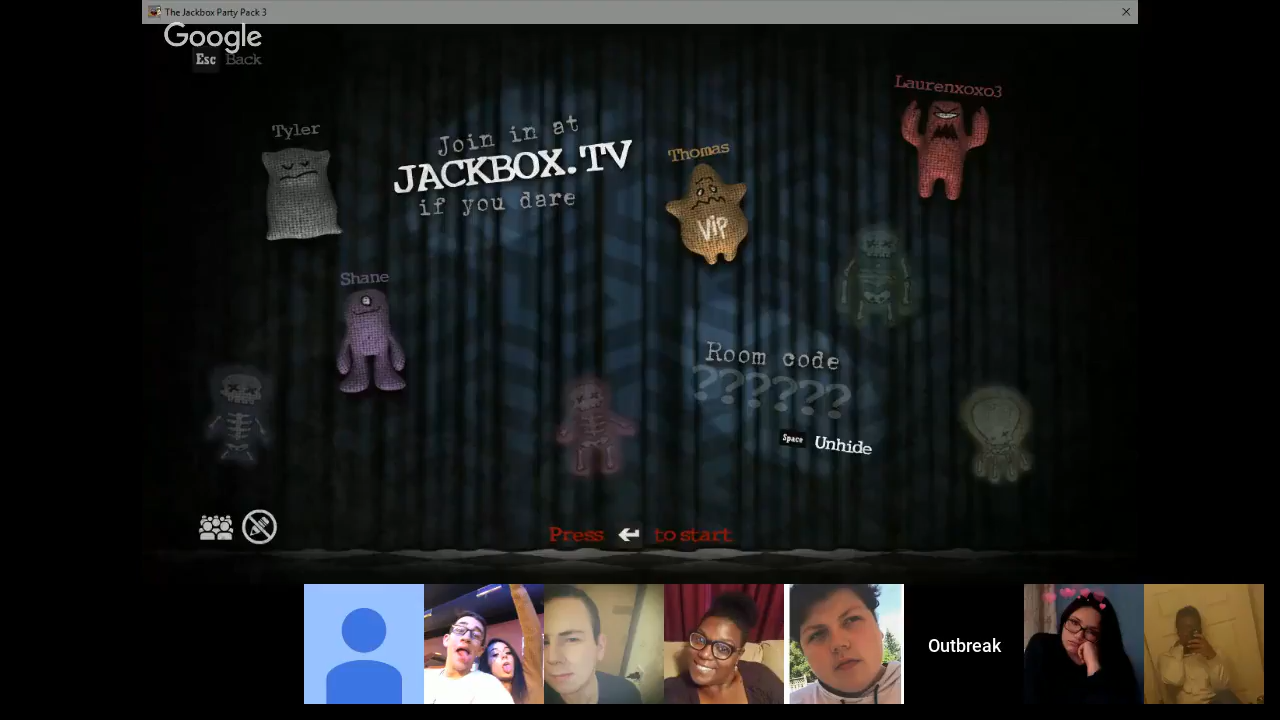 The Jackbox Party Pack 3
Google
Esc Back
Laurenxoxo3
Tyler
Join in at
JACKBOX.TV
if you dare
Thomas
VIP
Shane
Room code
??????
Space Unhide
Press to start
Outbreak